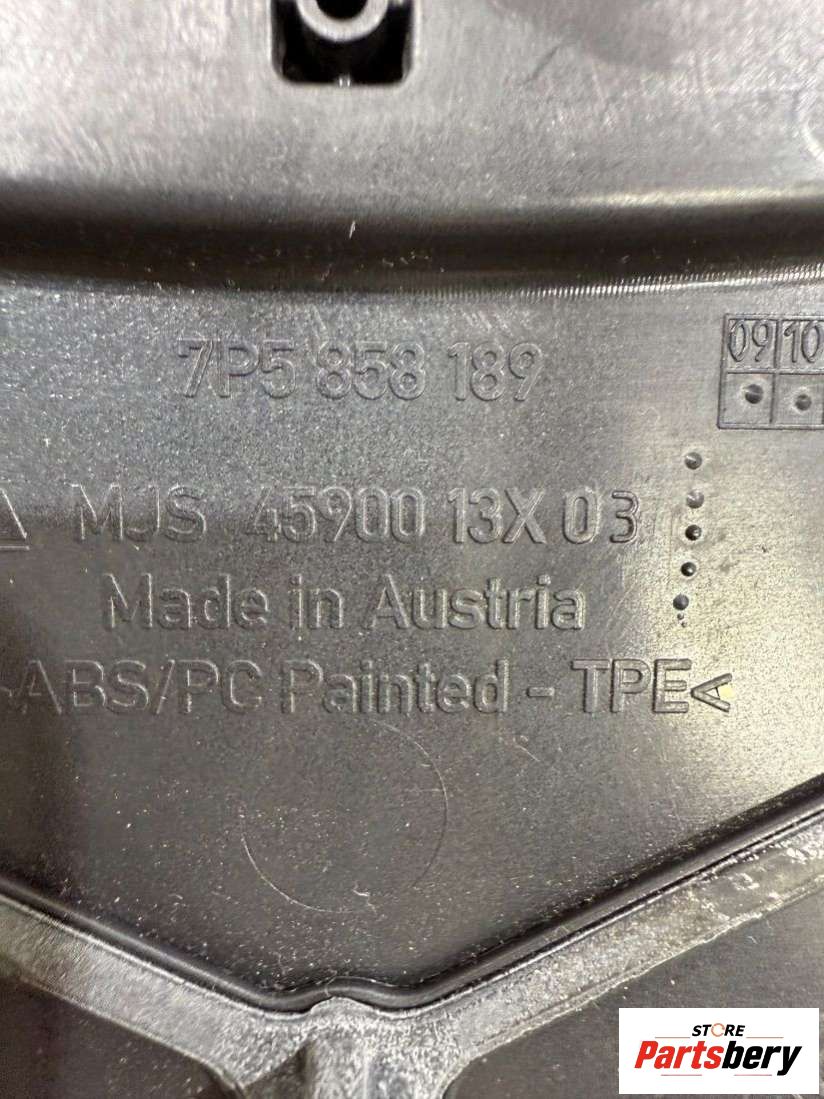 7P5 858 189
09 10
MJS 45900 13X 03
Made in Austria
>ABS/PC Painted - TPE<
STORE
Partsbery